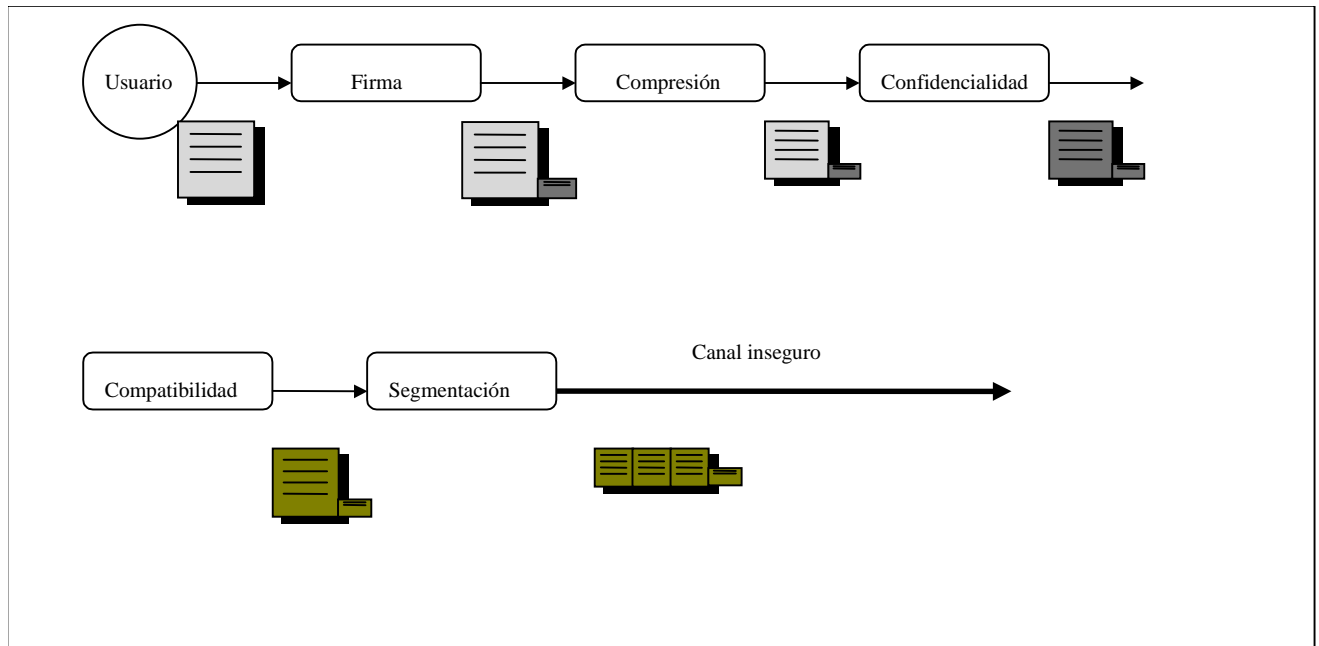 Usuario
Firma
Compresión
Confidencialidad
Canal inseguro
Compatibilidad
Segmentación